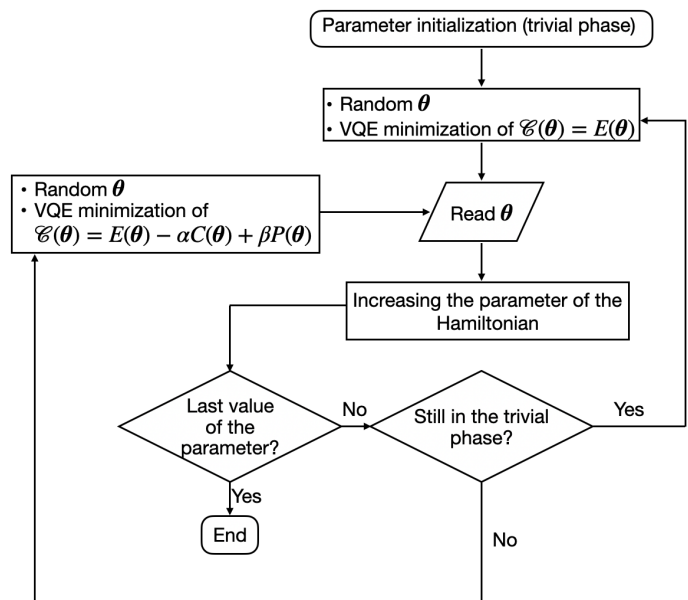 Parameter initialization (trivial phase)
• Random 𝜽
• VQE minimization of 𝒞(𝜽) = E(𝜽)
• Random 𝜽
• VQE minimization of
𝒞(𝜽) = E(𝜽) − αC(𝜽) + βP(𝜽)
Read 𝜽
Increasing the parameter of the
Hamiltonian
Last value
of the
parameter?
No
Still in the trivial
phase?
Yes
Yes
End
No